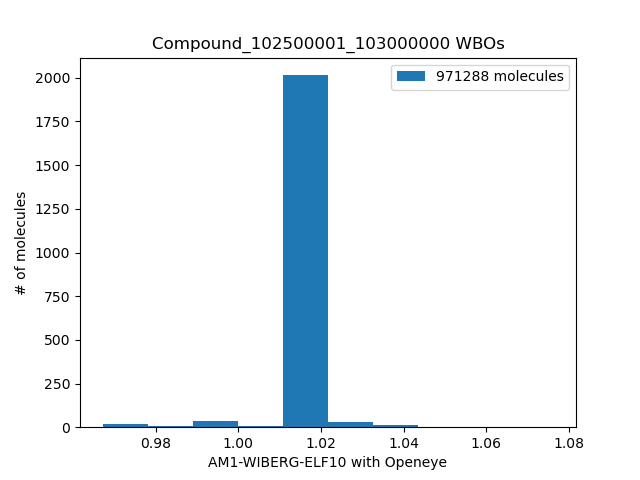 Compound_102500001_103000000 WBOs
971288 molecules
# of molecules
2000
1750
1500
1250
1000
750
500
250
0
0.98 1.00 1.02 1.04 1.06 1.08
AM1-WIBERG-ELF10 with Openeye